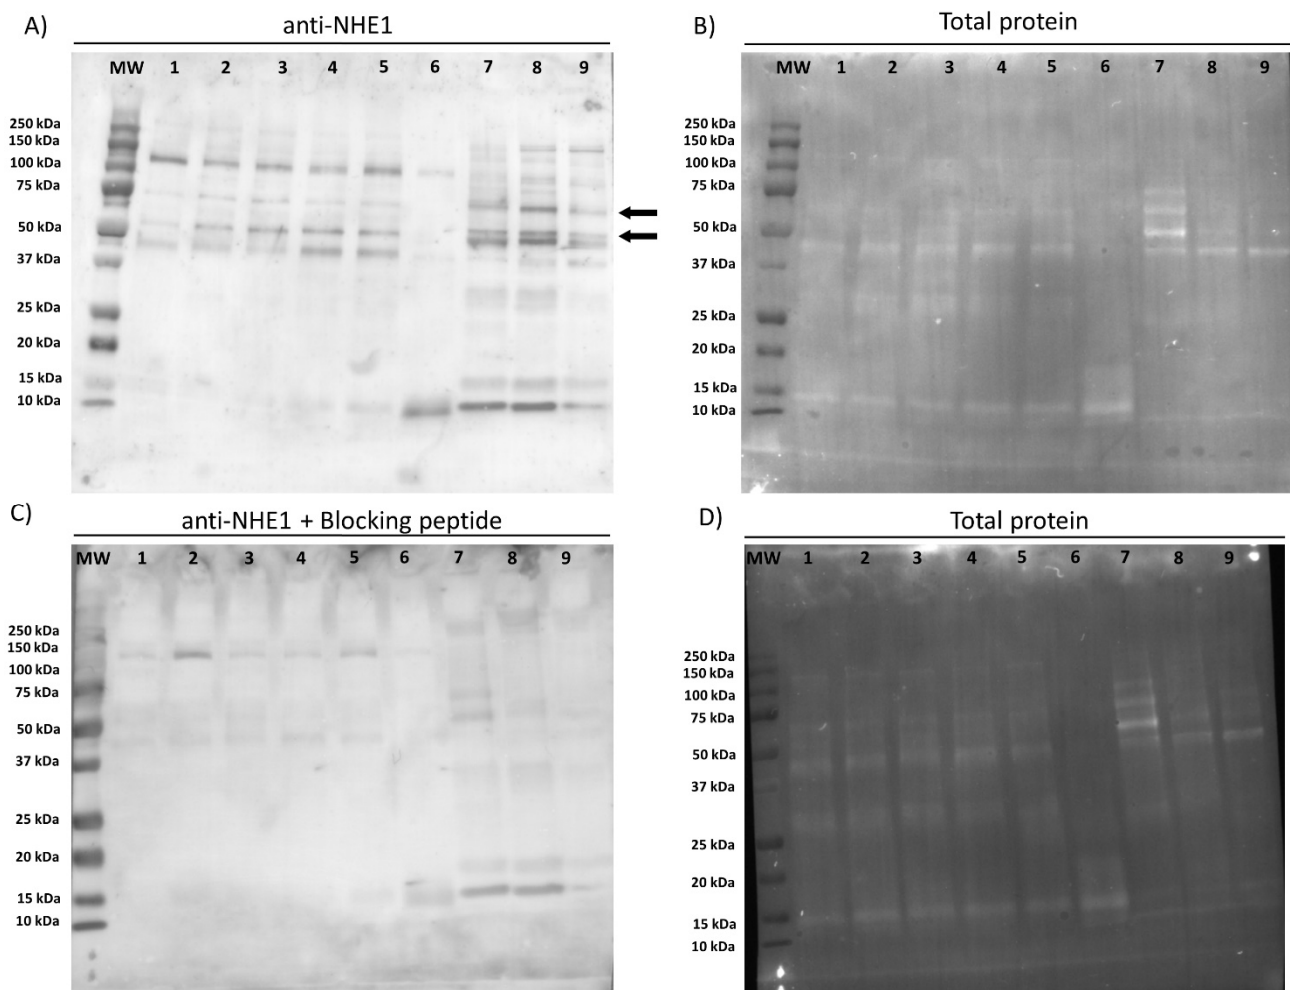 A)
anti-NHE1
MW 1 2 3 4 5 6 7 8 9
250 kDa
150 kDa
100 kDa
75 kDa
50 kDa
37 kDa
25 kDa
20 kDa
15 kDa
10 kDa
B)
Total protein
MW 1 2 3 4 5 6 7 8 9
250 kDa
150 kDa
100 kDa
75 kDa
50 kDa
37 kDa
25 kDa
20 kDa
15 kDa
10 kDa
C)
anti-NHE1 + Blocking peptide
MW 1 2 3 4 5 6 7 8 9
250 kDa
150 kDa
100 kDa
75 kDa
50 kDa
37 kDa
25 kDa
20 kDa
15 kDa
10 kDa
D)
Total protein
MW 1 2 3 4 5 6 7 8 9
250 kDa
150 kDa
100 kDa
75 kDa
50 kDa
37 kDa
25 kDa
20 kDa
15 kDa
10 kDa